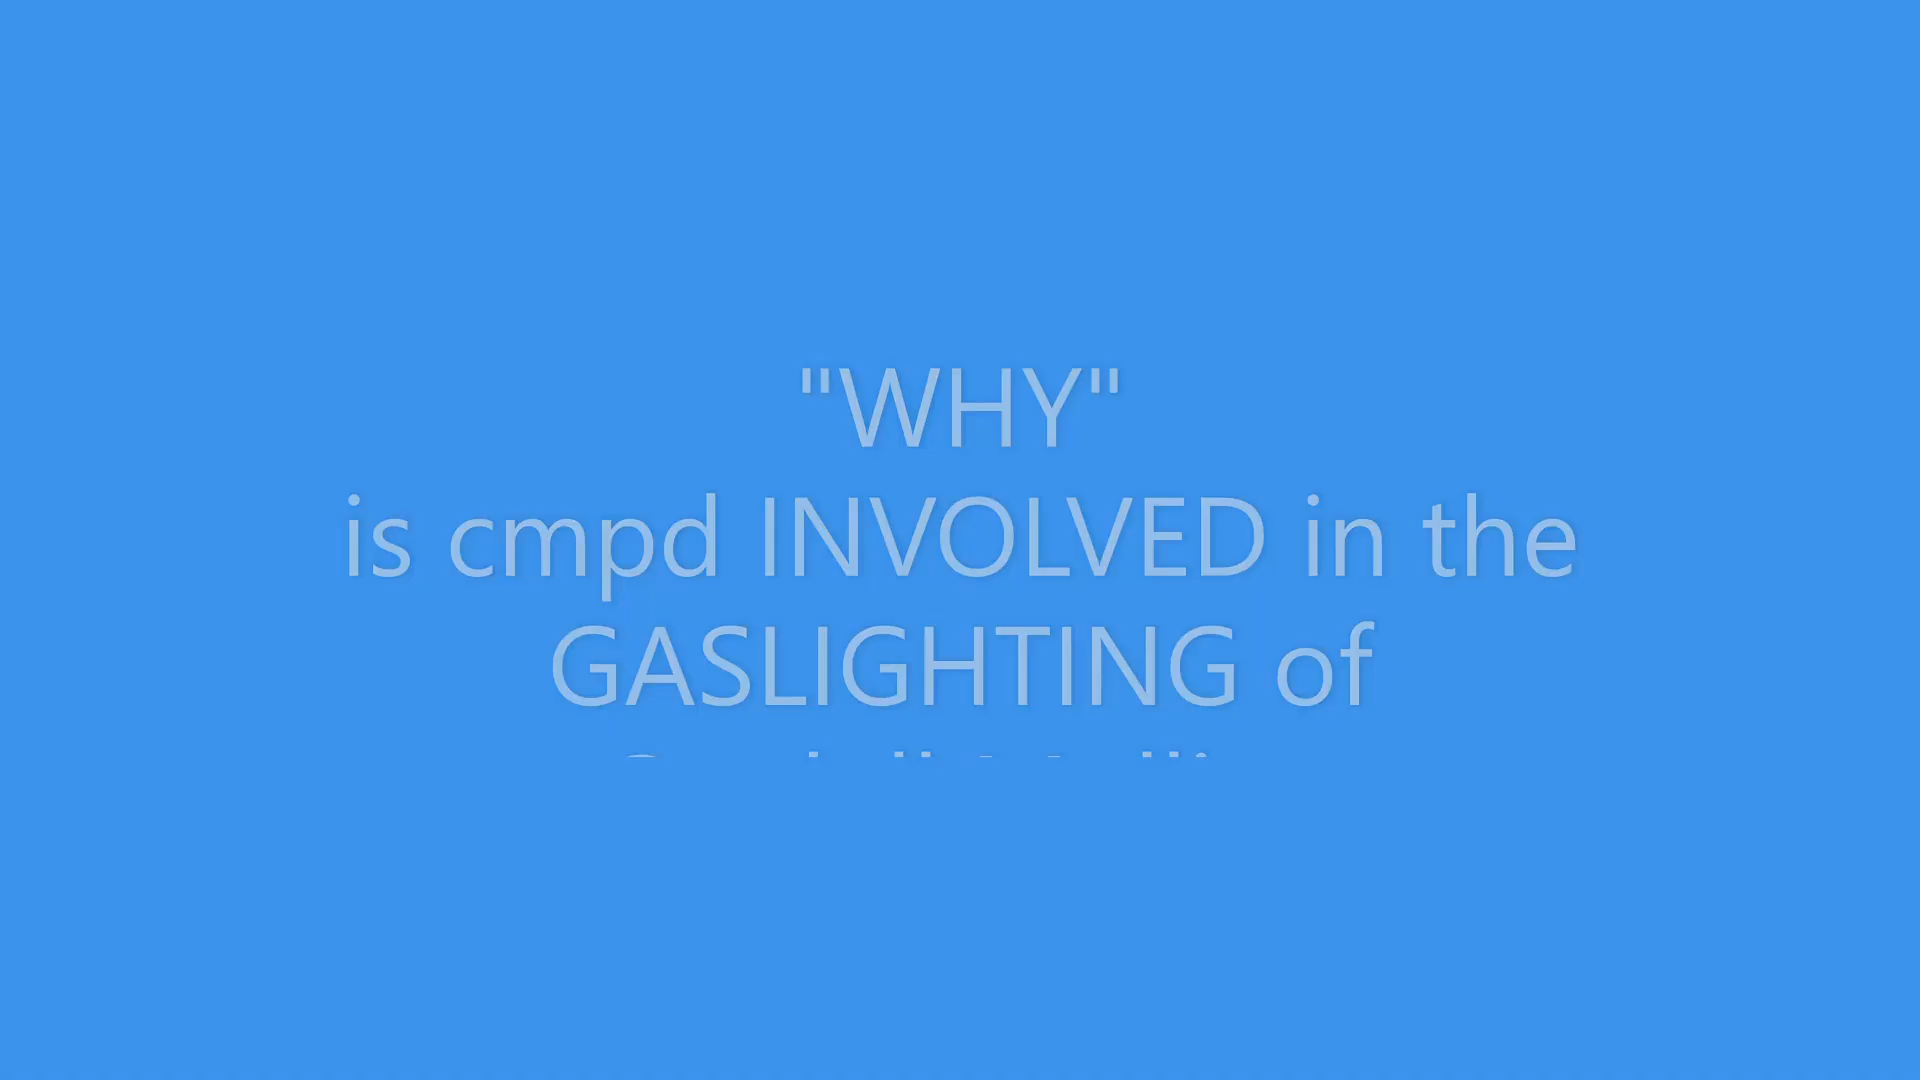 "WHY"
is cmpd INVOLVED in the
GASLIGHTING of